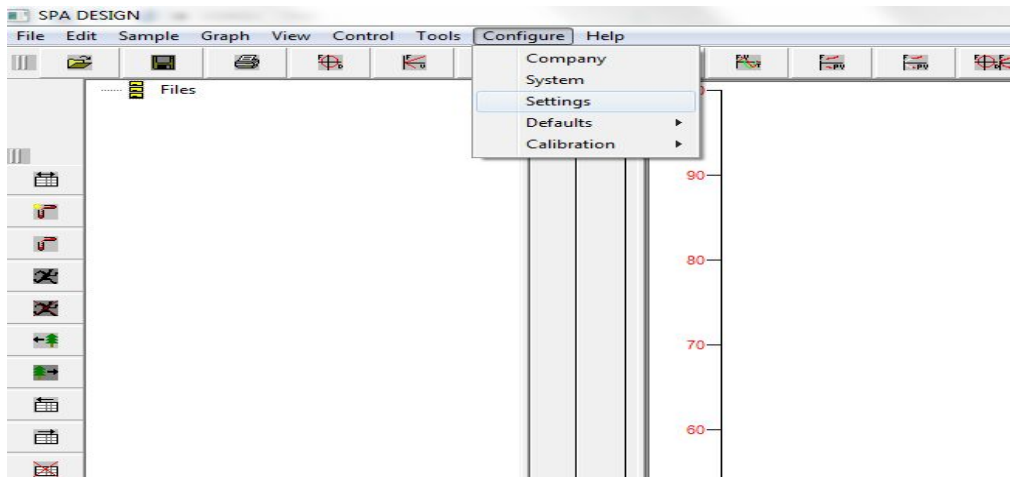 SPA DESIGN
File Edit Sample Graph View Control Tools Configure Help
Company
System
Settings
Defaults
Calibration
Files
90
80
70
60